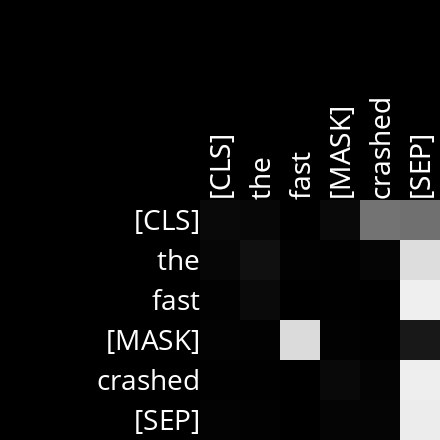 [CLS]
the
fast
[MASK]
crashed
[SEP]
[CLS]
the
fast
[MASK]
crashed
[SEP]